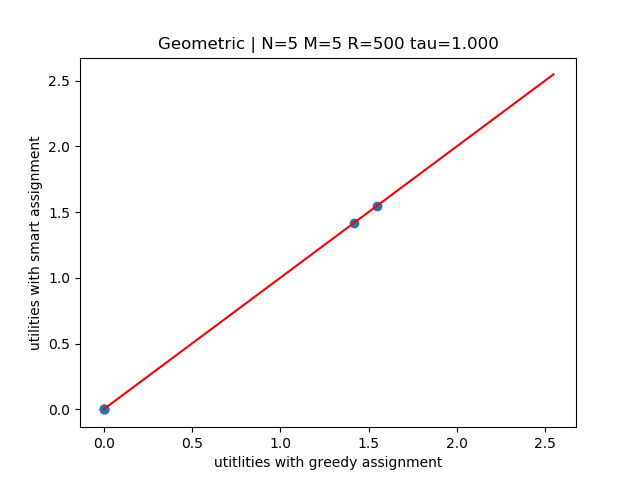 Geometric | N=5 M=5 R=500 tau=1.000
utilities with smart assignment
2.5
2.0
1.5
1.0
0.5
0.0
0.0 0.5 1.0 1.5 2.0 2.5
utitlities with greedy assignment